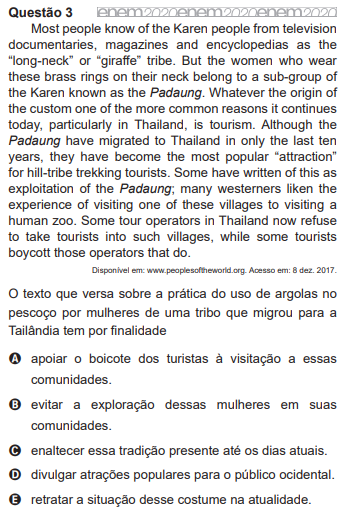 Questão 3 enem2020enem2020enem2020
Most people know of the Karen people from television
documentaries, magazines and encyclopedias as the
“long-neck” or “giraffe” tribe. But the women who wear
these brass rings on their neck belong to a sub-group of
the Karen known as the Padaung. Whatever the origin of
the custom one of the more common reasons it continues
today, particularly in Thailand, is tourism. Although the
Padaung have migrated to Thailand in only the last ten
years, they have become the most popular “attraction”
for hill-tribe trekking tourists. Some have written of this as
exploitation of the Padaung; many westerners liken the
experience of visiting one of these villages to visiting a
human zoo. Some tour operators in Thailand now refuse
to take tourists into such villages, while some tourists
boycott those operators that do.
Disponível em: www.peoplesoftheworld.org. Acesso em: 8 dez. 2017.
O texto que versa sobre a prática do uso de argolas no
pescoço por mulheres de uma tribo que migrou para a
Tailândia tem por finalidade
A apoiar o boicote dos turistas à visitação a essas
comunidades.
B evitar a exploração dessas mulheres em suas
comunidades.
C enaltecer essa tradição presente até os dias atuais.
D divulgar atrações populares para o público ocidental.
E retratar a situação desse costume na atualidade.